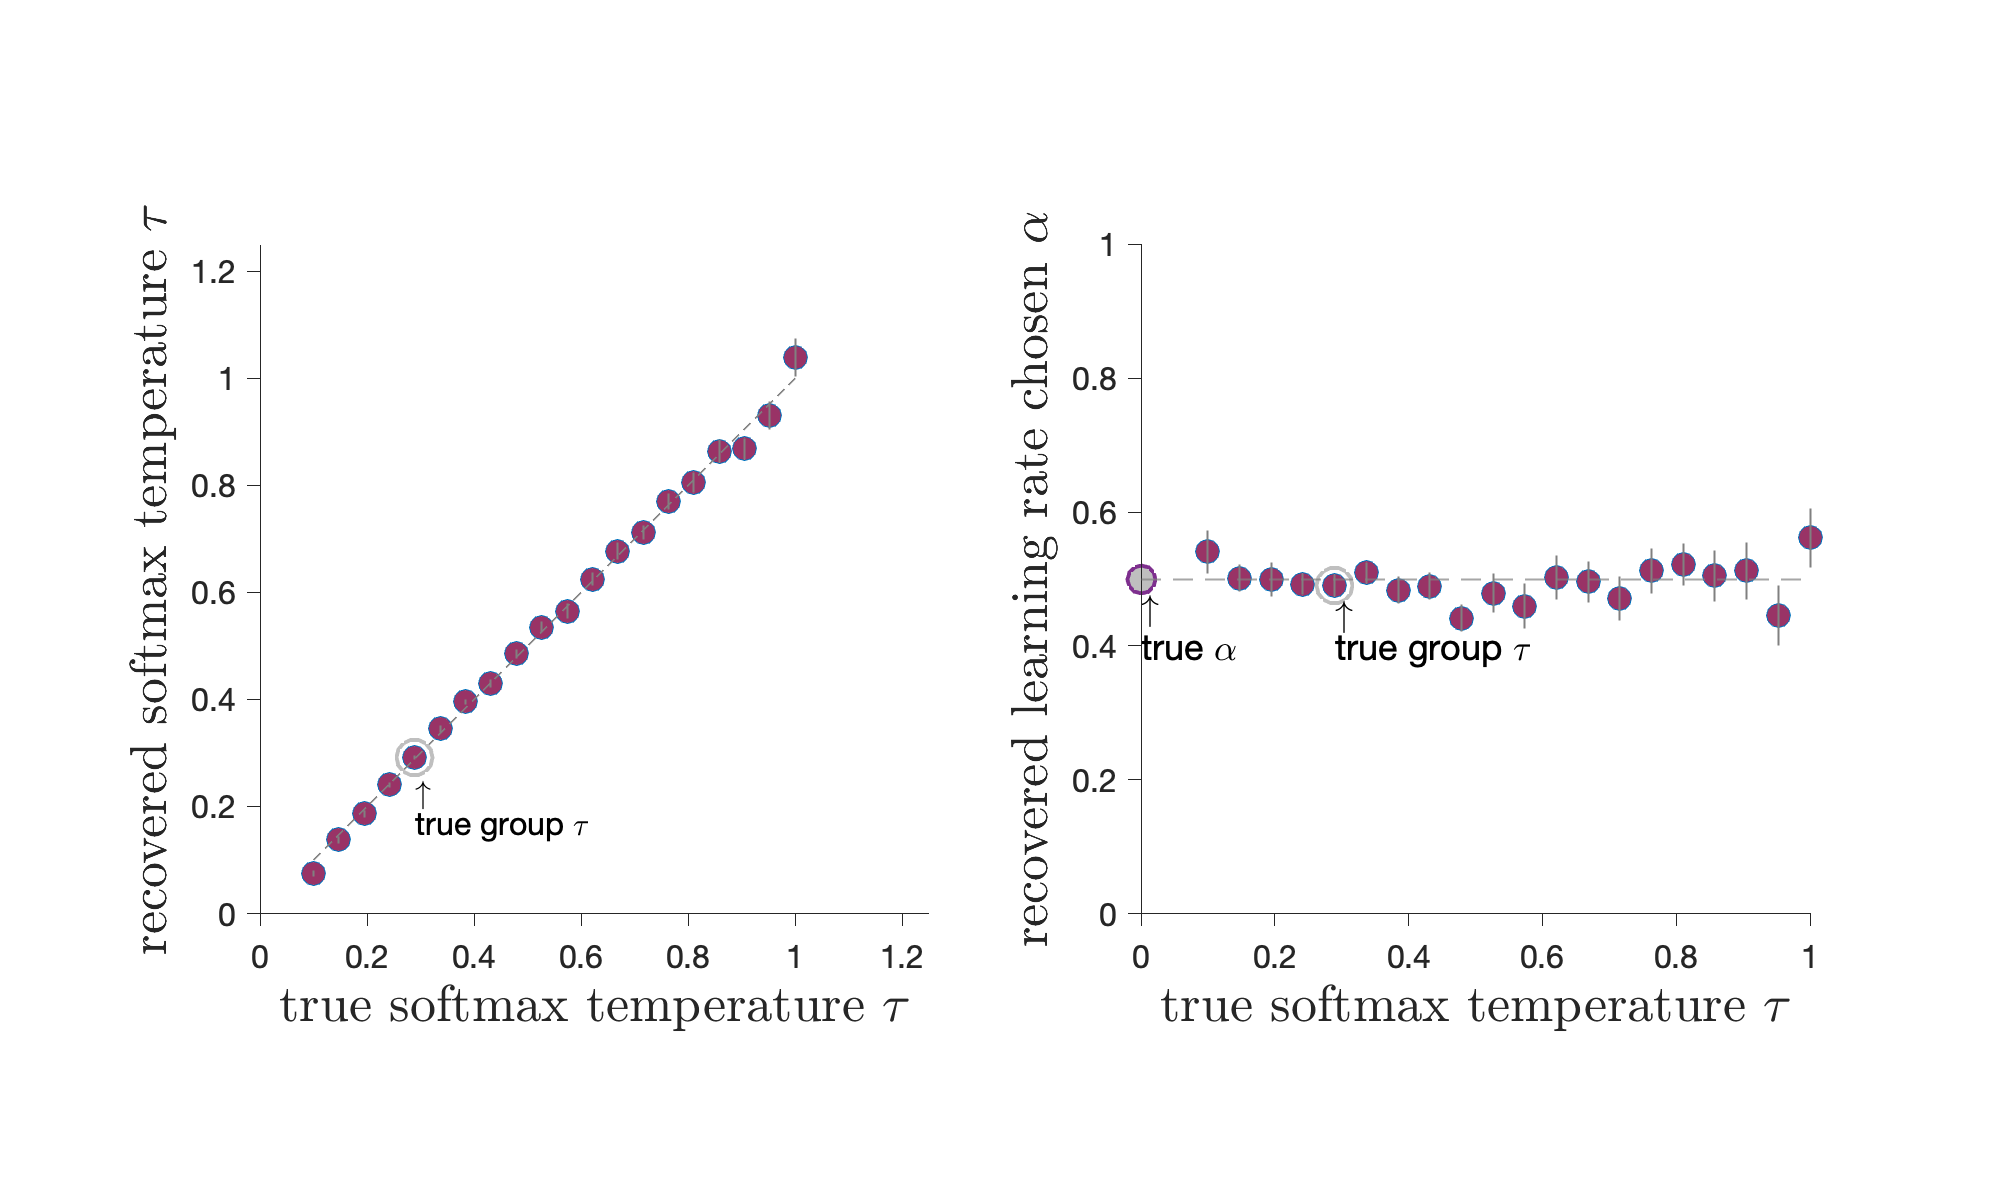 recovered softmax temperature τ
1.2
1
0.8
0.6
0.4
0.2
0
true group τ
0 0.2 0.4 0.6 0.8 1 1.2
true softmax temperature τ
recovered learning rate chosen α
1
0.8
0.6
0.4
0.2
0
true α
true group τ
0 0.2 0.4 0.6 0.8 1
true softmax temperature τ